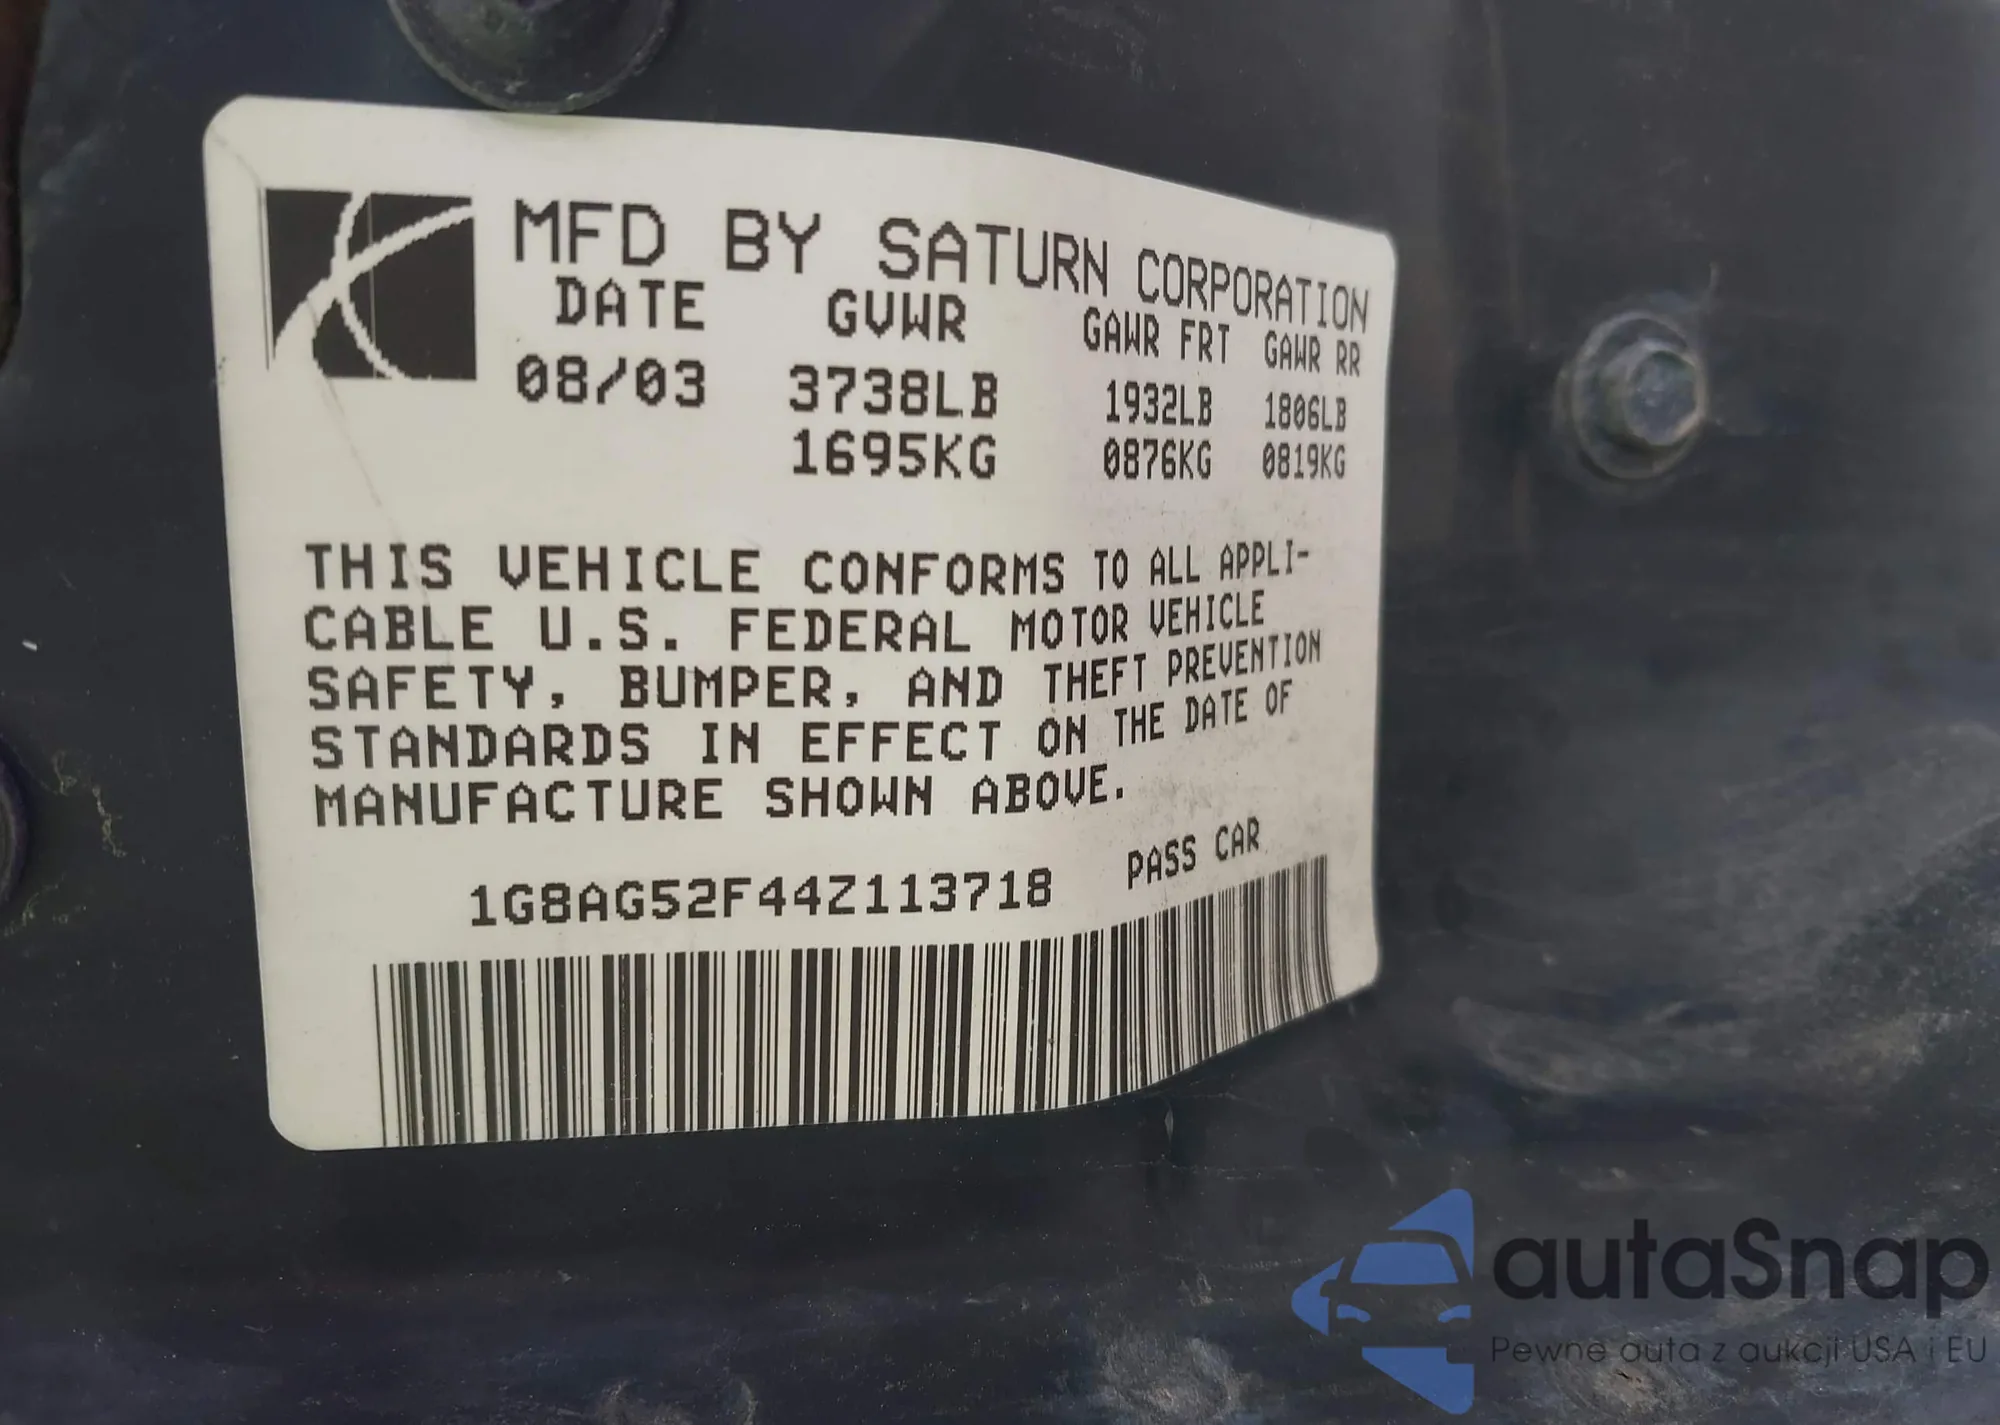 MFD BY SATURN CORPORATION
DATE GVWR GAWR FRT GAWR RR
08/03 3738LB 1932LB 1806LB
1695KG 0876KG 0819KG
THIS VEHICLE CONFORMS TO ALL APPLI-
CABLE U.S. FEDERAL MOTOR VEHICLE
SAFETY, BUMPER, AND THEFT PREVENTION
STANDARDS IN EFFECT ON THE DATE OF
MANUFACTURE SHOWN ABOVE.
1G8AG52F44Z113718 PASS CAR
autaSnap
Pewne auta z aukcji USA i EU